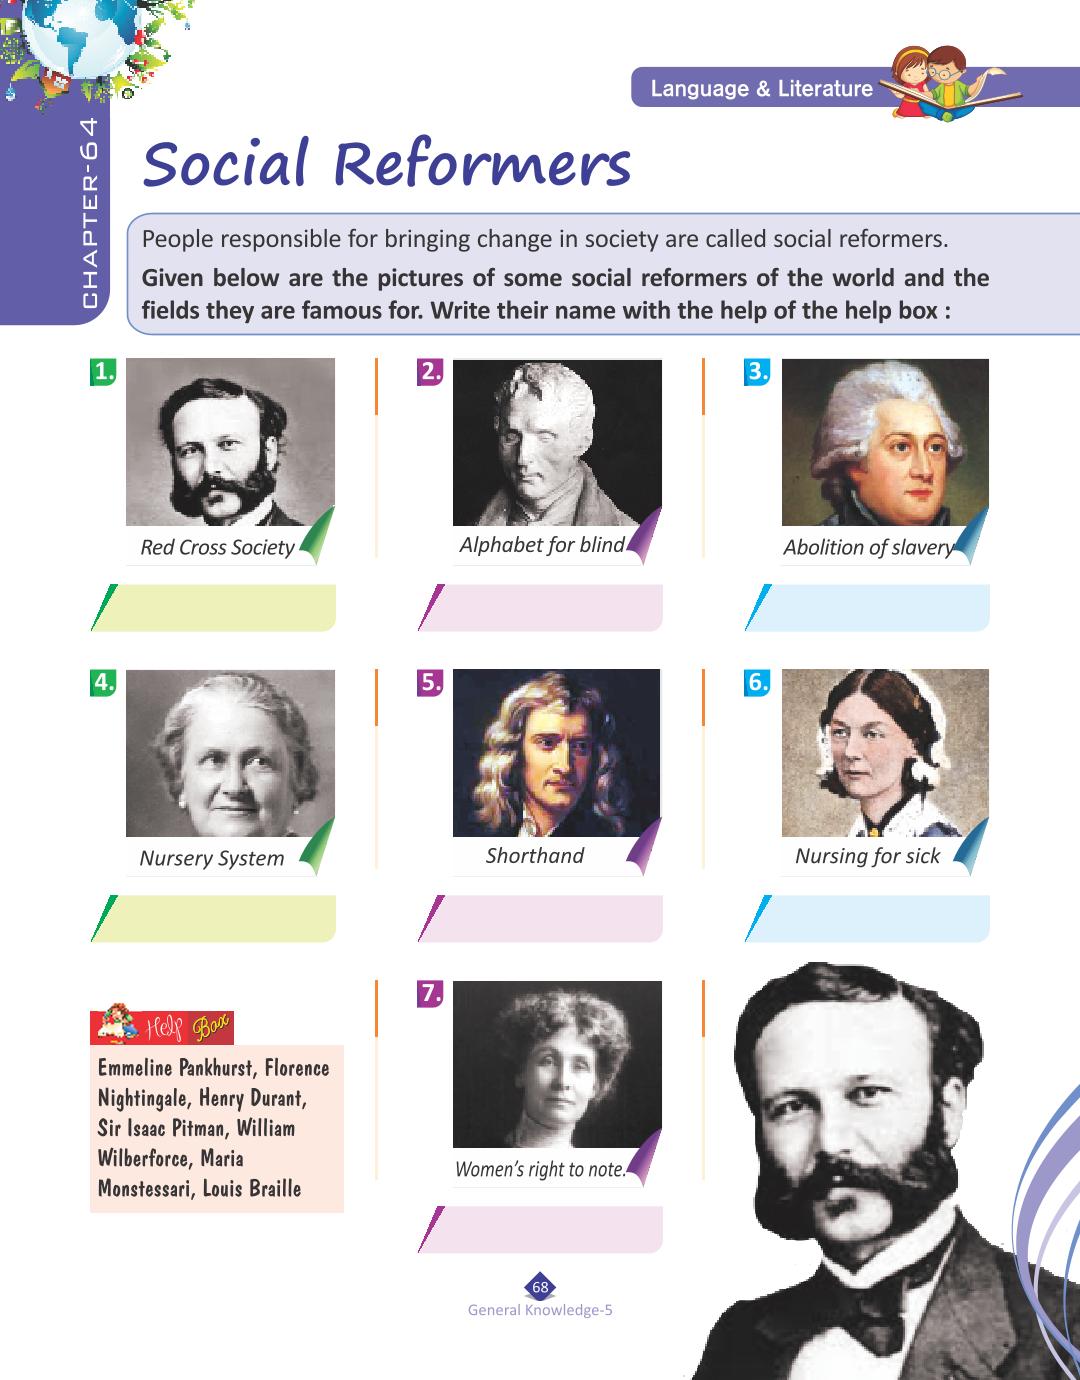 Language & Literature
CHAPTER-64
Social Reformers
People responsible for bringing change in society are called social reformers.
Given below are the pictures of some social reformers of the world and the
fields they are famous for. Write their name with the help of the help box :
1.
2.
3.
Red Cross Society
Alphabet for blind
Abolition of slavery
4.
5.
6.
Nursery System
Shorthand
Nursing for sick
7.
Women's right to note.
Help Box
Emmeline Pankhurst, Florence
Nightingale, Henry Durant,
Sir Isaac Pitman, William
Wilberforce, Maria
Monstessari, Louis Braille
68
General Knowledge-5